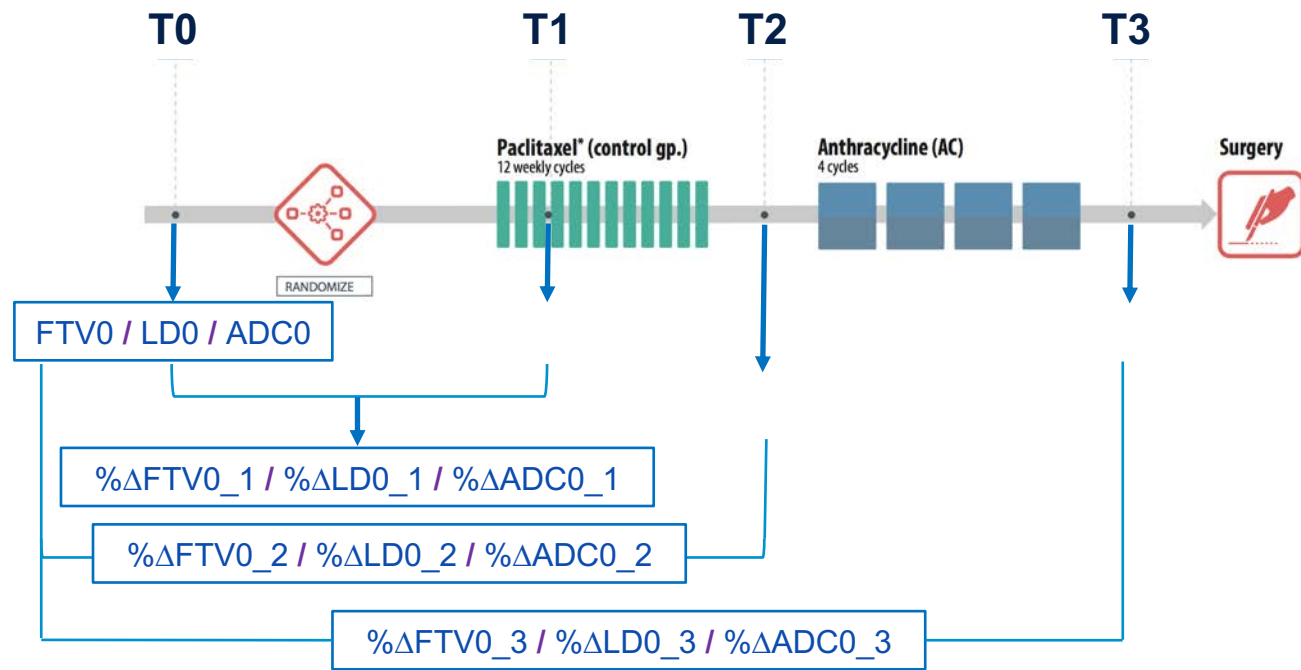 T0 T1 T2 T3
Paclitaxel* (control gp.)
12 weekly cycles
Anthracycline (AC)
4 cycles
Surgery
RANDOMIZE
FTV0 / LD0 / ADC0
%ΔFTV0_1 / %ΔLD0_1 / %ΔADC0_1
%ΔFTV0_2 / %ΔLD0_2 / %ΔADC0_2
%ΔFTV0_3 / %ΔLD0_3 / %ΔADC0_3